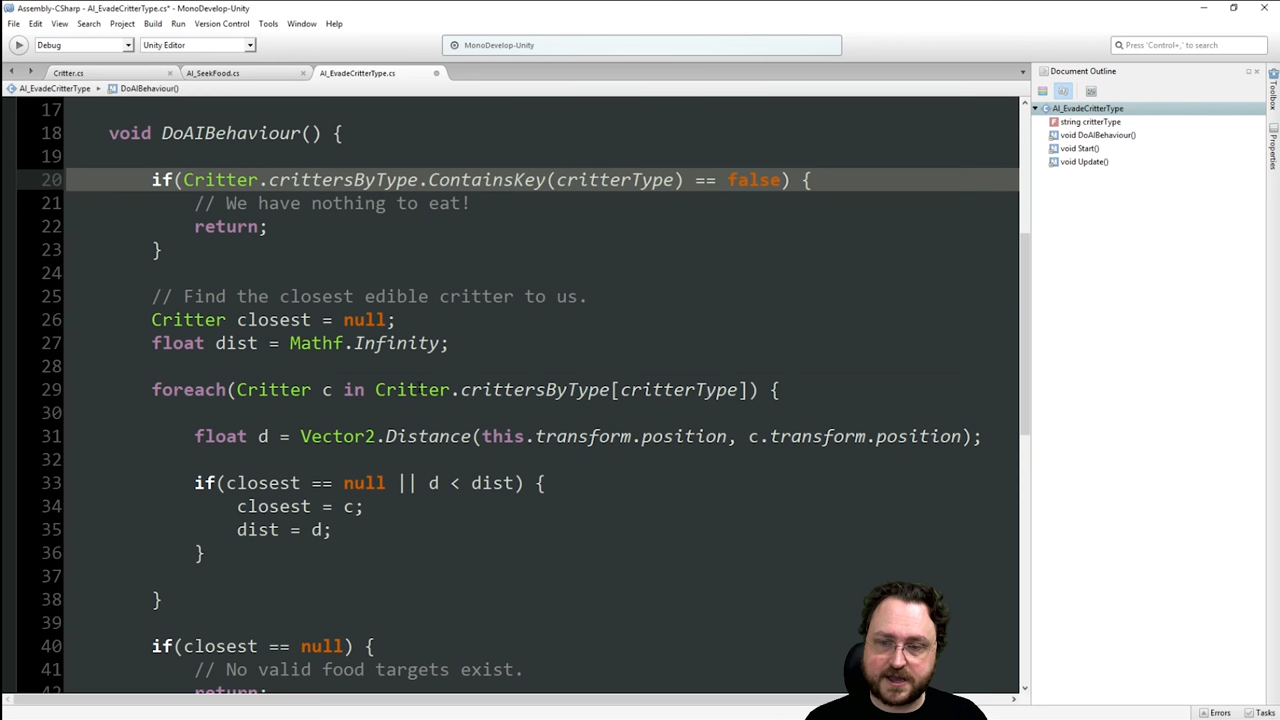 Assembly-CSharp - AI_EvadeCritterType.cs* - MonoDevelop-Unity
File Edit View Search Project Build Run Version Control Tools Window Help
Debug Unity Editor MonoDevelop-Unity Press 'Control+,' to search
Critter.cs AI_SeekFood.cs AI_EvadeCritterType.cs
AI_EvadeCritterType DoAIBehaviour()
17
18 void DoAIBehaviour() {
19
20 if(Critter.crittersByType.ContainsKey(critterType) == false) {
21 // We have nothing to eat!
22 return;
23 }
24
25 // Find the closest edible critter to us.
26 Critter closest = null;
27 float dist = Mathf.Infinity;
28
29 foreach(Critter c in Critter.crittersByType[critterType]) {
30
31 float d = Vector2.Distance(this.transform.position, c.transform.position);
32
33 if(closest == null || d < dist) {
34 closest = c;
35 dist = d;
36 }
37
38 }
39
40 if(closest == null) {
41 // No valid food targets exist.
42 return;
Document Outline
AI_EvadeCritterType
string critterType
void DoAIBehaviour()
void Start()
void Update()
Toolbox
Properties
Errors Tasks